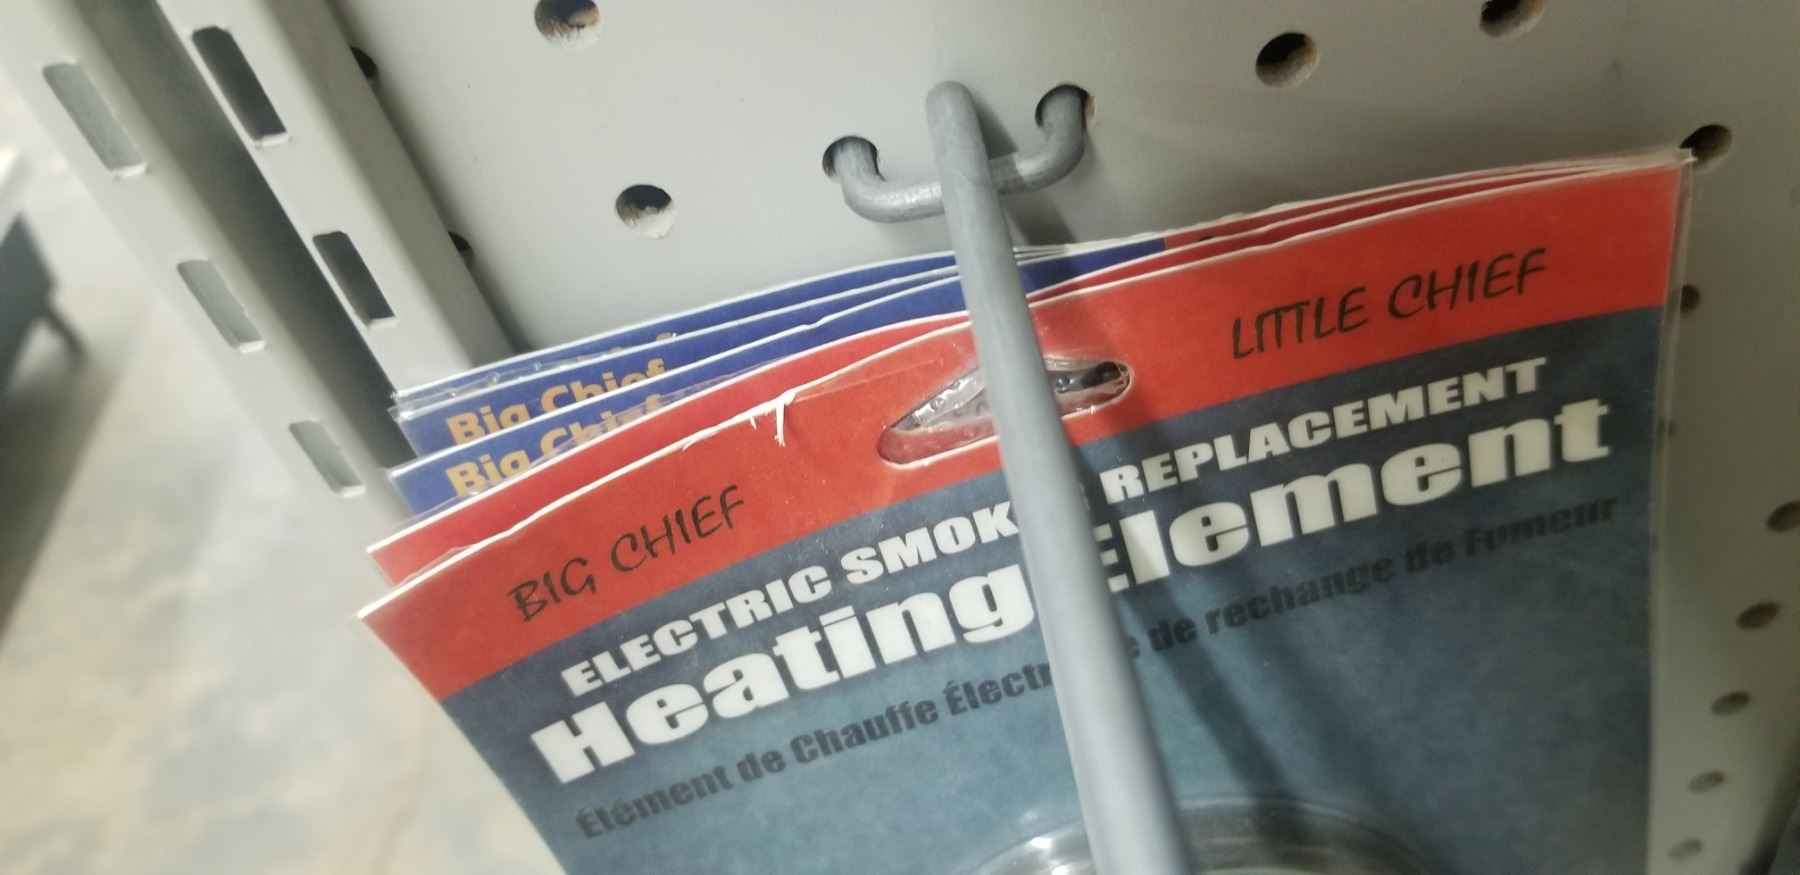 Big Chief
Big Chief
BIG CHIEF
LITTLE CHIEF
ELECTRIC SMOK REPLACEMENT
Heating Element
Élément de Chauffe Électr e de rechange de Fumeur